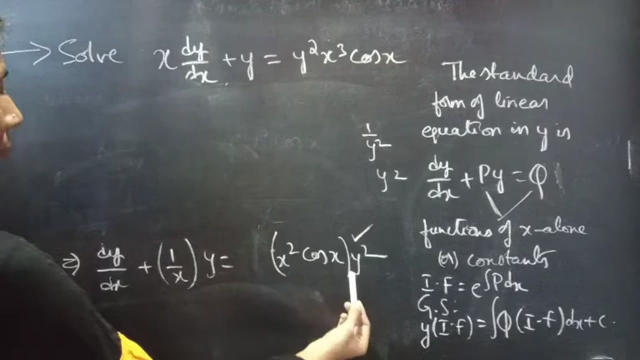 → Solve x dy/dx + y = y²x³cosx
The standard
form of linear
equation in y is
1/y²
y²
dy/dx + Py = Q
functions of x-alone
(or) constants
I.F = e^∫Pdx
G.S:
y(I.F) = ∫Q(I.F)dx+c.
⇒ dy/dx + (1/x) y = (x² cosx) y² ✓